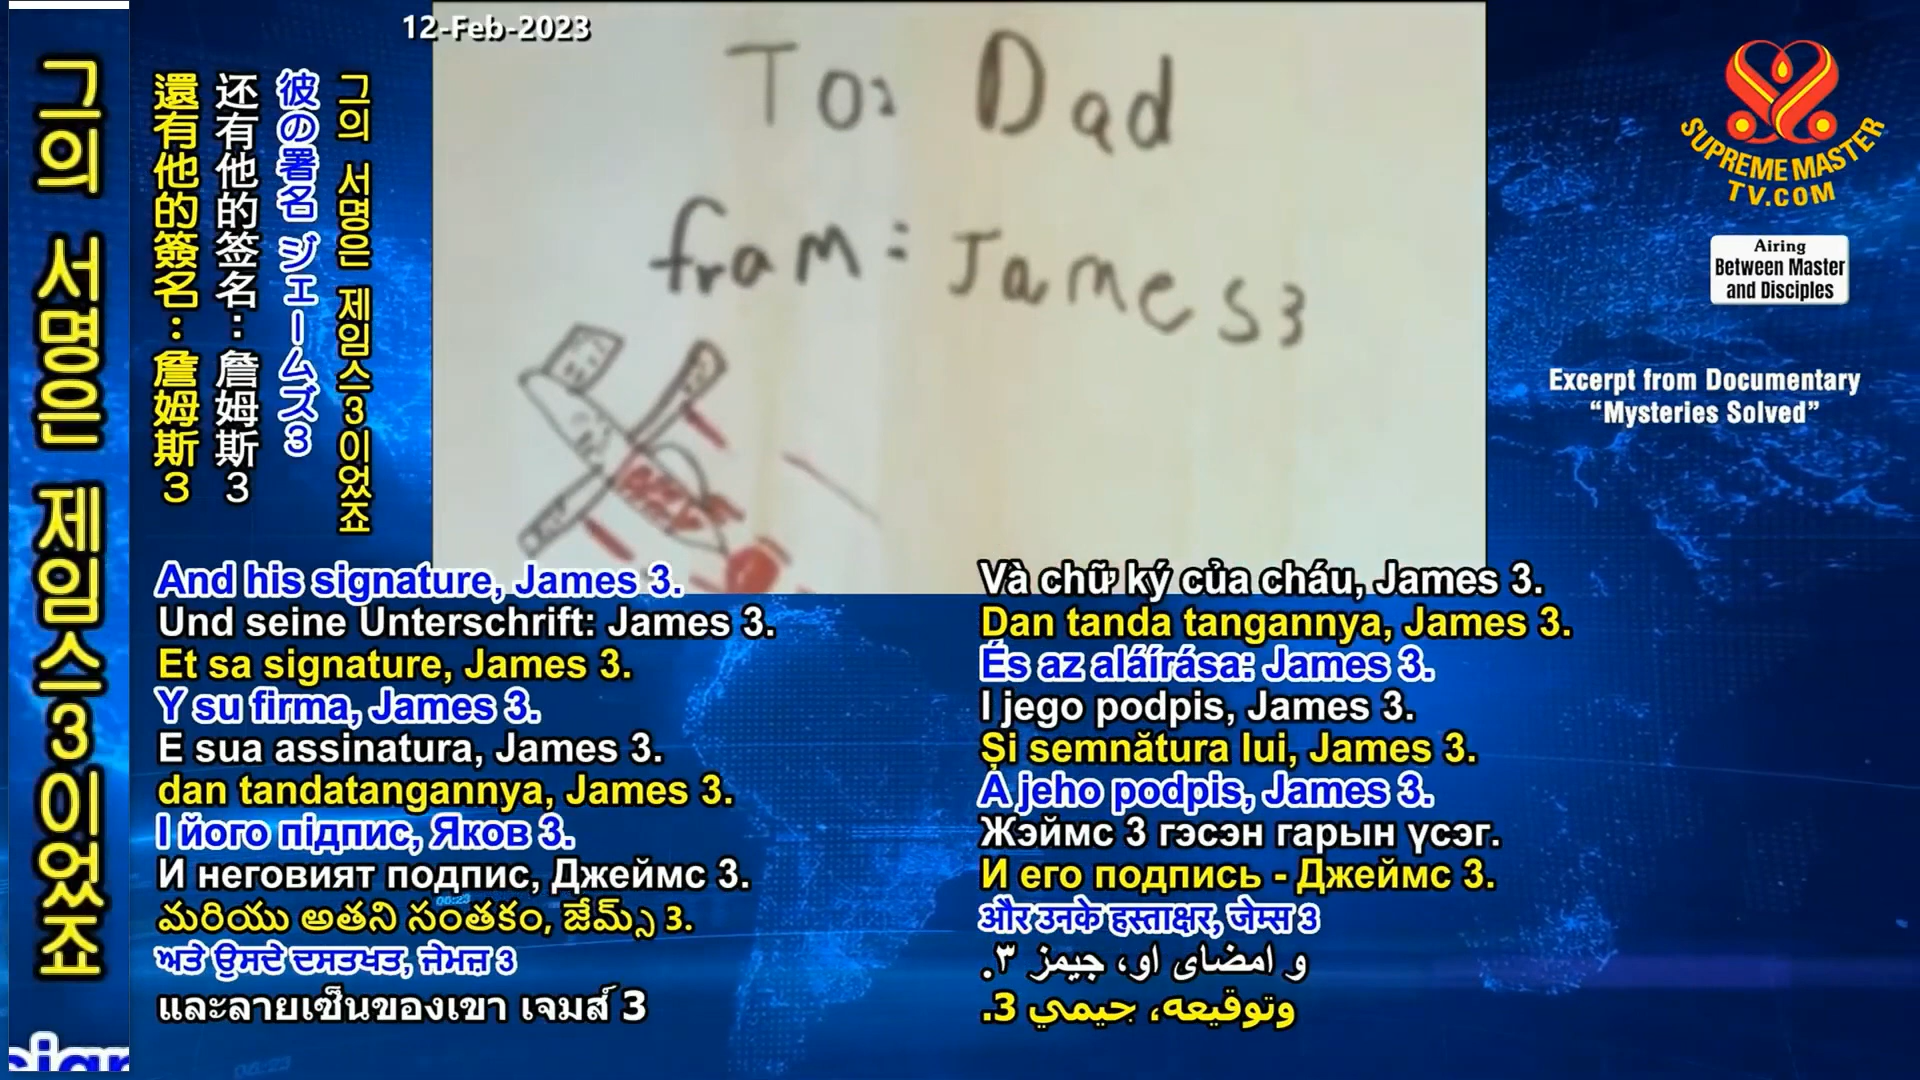 12-Feb-2023
To: Dad
fram: James 3
SUPREME MASTER
TV.COM
Airing
Between Master
and Disciples
Excerpt from Documentary
“Mysteries Solved”
그의 서명은 제임스3이었죠
還有他的簽名：詹姆斯3
还有他的签名：詹姆斯3
彼の署名 ジェームズ3
그의 서명은 제임스3이었죠
And his signature, James 3.
Und seine Unterschrift: James 3.
Et sa signature, James 3.
Y su firma, James 3.
E sua assinatura, James 3.
dan tandatangannya, James 3.
І його підпис, Яков 3.
И неговият подпис, Джеймс 3.
మరియు అతని సంతకం, జేమ్స్ 3.
ਅਤੇ ਉਸਦੇ ਦਸਤਖਤ, ਜੇਮਜ਼ 3
และลายเซ็นของเขา เจมส์ 3
Và chữ ký của cháu, James 3.
Dan tanda tangannya, James 3.
És az aláírása: James 3.
I jego podpis, James 3.
Și semnătura lui, James 3.
A jeho podpis, James 3.
Жэймс 3 гэсэн гарын үсэг.
И его подпись - Джеймс 3.
और उनके हस्ताक्षर, जेम्स 3
و امضای او، جیمز ۳.
وتوقيعه، جيمي 3.